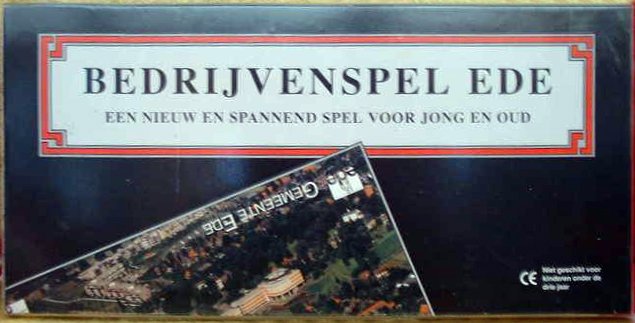 BEDRIJVENSPEL EDE
EEN NIEUW EN SPANNEND SPEL VOOR JONG EN OUD
ede
GEMEENTE EDE
CE
Niet geschikt voor
kinderen onder de
drie jaar